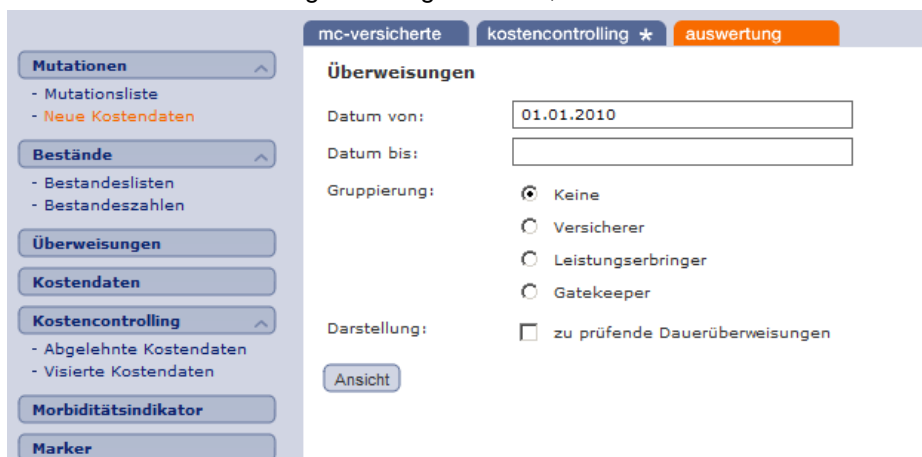 mc-versicherte kostencontrolling * auswertung
Mutationen
- Mutationsliste
- Neue Kostendaten
Bestände
- Bestandeslisten
- Bestandeszahlen
Überweisungen
Kostendaten
Kostencontrolling
- Abgelehnte Kostendaten
- Visierte Kostendaten
Morbiditätsindikator
Marker
Überweisungen
Datum von: 01.01.2010
Datum bis:
Gruppierung: Keine
Versicherer
Leistungserbringer
Gatekeeper
Darstellung: zu prüfende Dauerüberweisungen
Ansicht